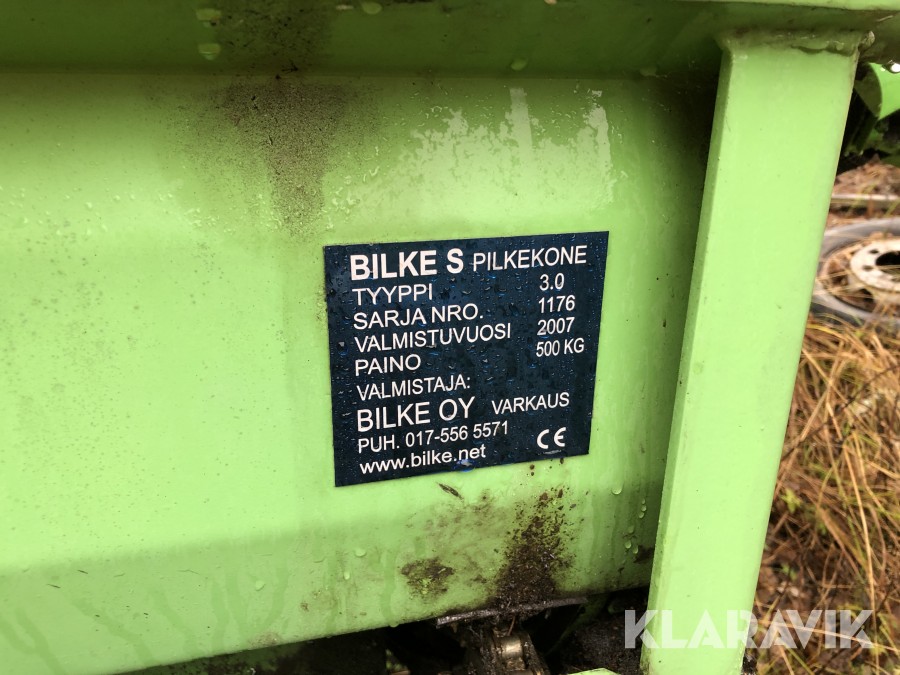 BILKE S PILKEKONE
TYYPPI 3.0
SARJA NRO. 1176
VALMISTUVUOSI 2007
PAINO 500 KG
VALMISTAJA:
BILKE OY VARKAUS
PUH. 017-556 5571
www.bilke.net CE
KLARAVIK